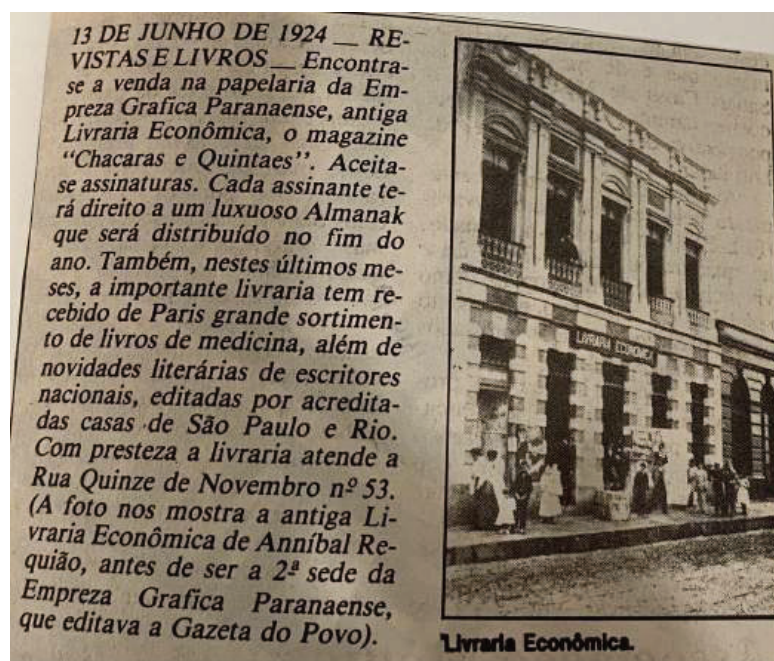 13 DE JUNHO DE 1924 __ RE-
VISTAS E LIVROS __ Encontra-
se a venda na papelaria da Em-
preza Grafica Paranaense, antiga
Livraria Econômica, o magazine
"Chacaras e Quintaes". Aceita-
se assinaturas. Cada assinante te-
rá direito a um luxuoso Almanak
que será distribuído no fim do
ano. Também, nestes últimos me-
ses, a importante livraria tem re-
cebido de Paris grande sortimen-
to de livros de medicina, além de
novidades literárias de escritores
nacionais, editadas por acredita-
das casas de São Paulo e Rio.
Com presteza a livraria atende a
Rua Quinze de Novembro nº 53.
(A foto nos mostra a antiga Li-
vraria Econômica de Anníbal Re-
quião, antes de ser a 2ª sede da
Empreza Grafica Paranaense,
que editava a Gazeta do Povo).
LIVRARIA ECONOMICA
Livraria Econômica.